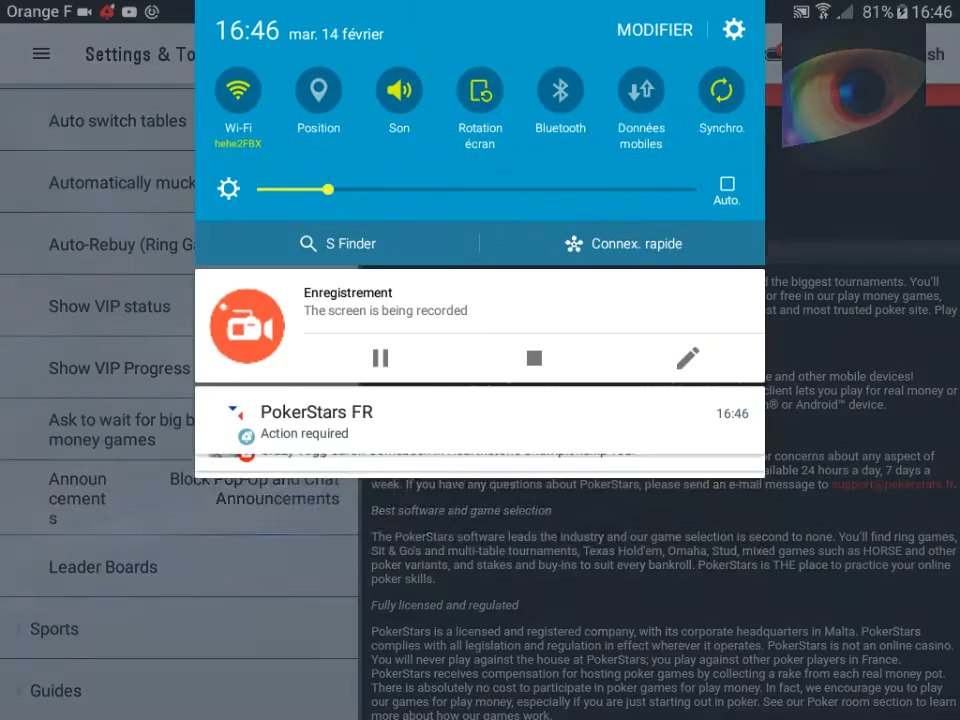 Orange F
81% 16:46
16:46 mar. 14 février
MODIFIER
Settings & To
sh
Wi-Fi
hehe2FBX
Position
Son
Rotation
écran
Bluetooth
Données
mobiles
Synchro.
Auto.
S Finder
Connex. rapide
Enregistrement
The screen is being recorded
PokerStars FR
16:46
Action required
Auto switch tables
Automatically muck
Auto-Rebuy (Ring Ga
Show VIP status
Show VIP Progress
Ask to wait for big b
money games
Announ
cement
s
Block Pop-Up and Chat
Announcements
Leader Boards
Sports
Guides
d the biggest tournaments. You'll
or free in our play money games,
st and most trusted poker site. Play
e and other mobile devices!
client lets you play for real money or
® or Android™ device.
or concerns about any aspect of
ailable 24 hours a day, 7 days a
week. If you have any questions about PokerStars, please send an e-mail message to support@pokerstars.fr.
Best software and game selection
The PokerStars software leads the industry and our game selection is second to none. You'll find ring games,
Sit & Go's and multi-table tournaments, Texas Hold'em, Omaha, Stud, mixed games such as HORSE and other
poker variants, and stakes and buy-ins to suit every bankroll. PokerStars is THE place to practice your online
poker skills.
Fully licensed and regulated
PokerStars is a licensed and registered company, with its corporate headquarters in Malta. PokerStars
complies with all legislation and regulation in effect wherever it operates. PokerStars is not an online casino.
You will never play against the house at PokerStars; you play against other poker players in France.
PokerStars receives compensation for hosting poker games by collecting a rake from each real money pot.
There is absolutely no cost to participate in poker games for play money. In fact, we encourage you to play
our games for play money, especially if you are just starting out in poker. See our Poker room section to learn
more about how our games work.